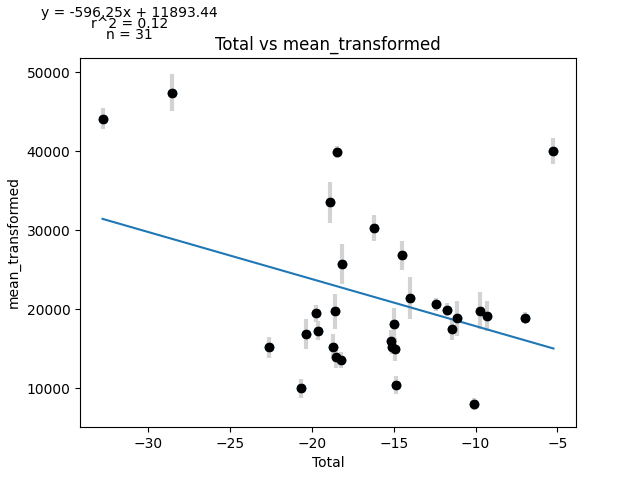 y = -596.25x + 11893.44
r^2 = 0.12
n = 31
Total vs mean_transformed
50000
40000
30000
20000
10000
mean_transformed
−30
−25
−20
−15
−10
−5
Total